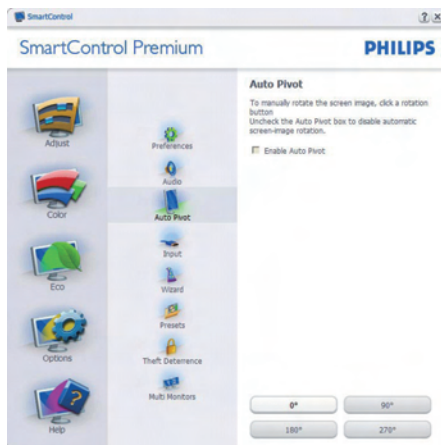 SmartControl
SmartControl Premium
PHILIPS
Adjust
Color
Eco
Options
Help
Preferences
Audio
Auto Pivot
Input
Wizard
Presets
Theft Deterrence
Multi Monitors
Auto Pivot
To manually rotate the screen image, click a rotation
button
Uncheck the Auto Pivot box to disable automatic
screen-image rotation.
Enable Auto Pivot
0°
90°
180°
270°